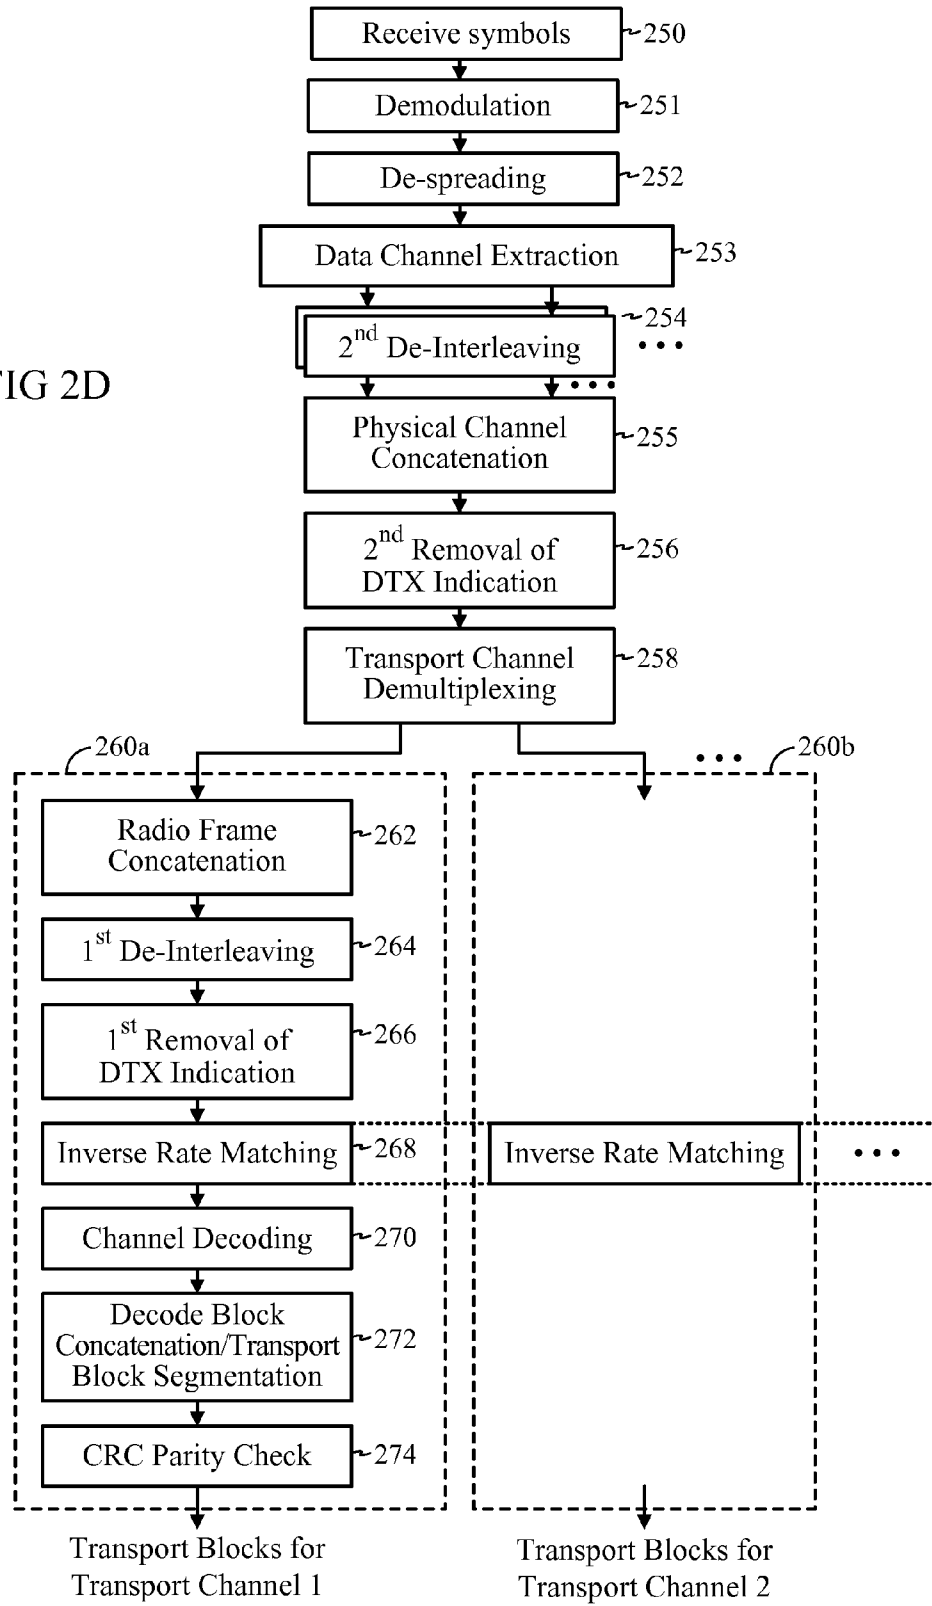 Receive symbols
250
Demodulation
251
De-spreading
252
Data Channel Extraction
253
254
2nd De-Interleaving
FIG 2D
Physical Channel
Concatenation
255
2nd Removal of
DTX Indication
256
Transport Channel
Demultiplexing
258
260a
260b
Radio Frame
Concatenation
262
1st De-Interleaving
264
1st Removal of
DTX Indication
266
Inverse Rate Matching
268
Inverse Rate Matching
Channel Decoding
270
Decode Block
Concatenation/Transport
Block Segmentation
272
CRC Parity Check
274
Transport Blocks for
Transport Channel 1
Transport Blocks for
Transport Channel 2